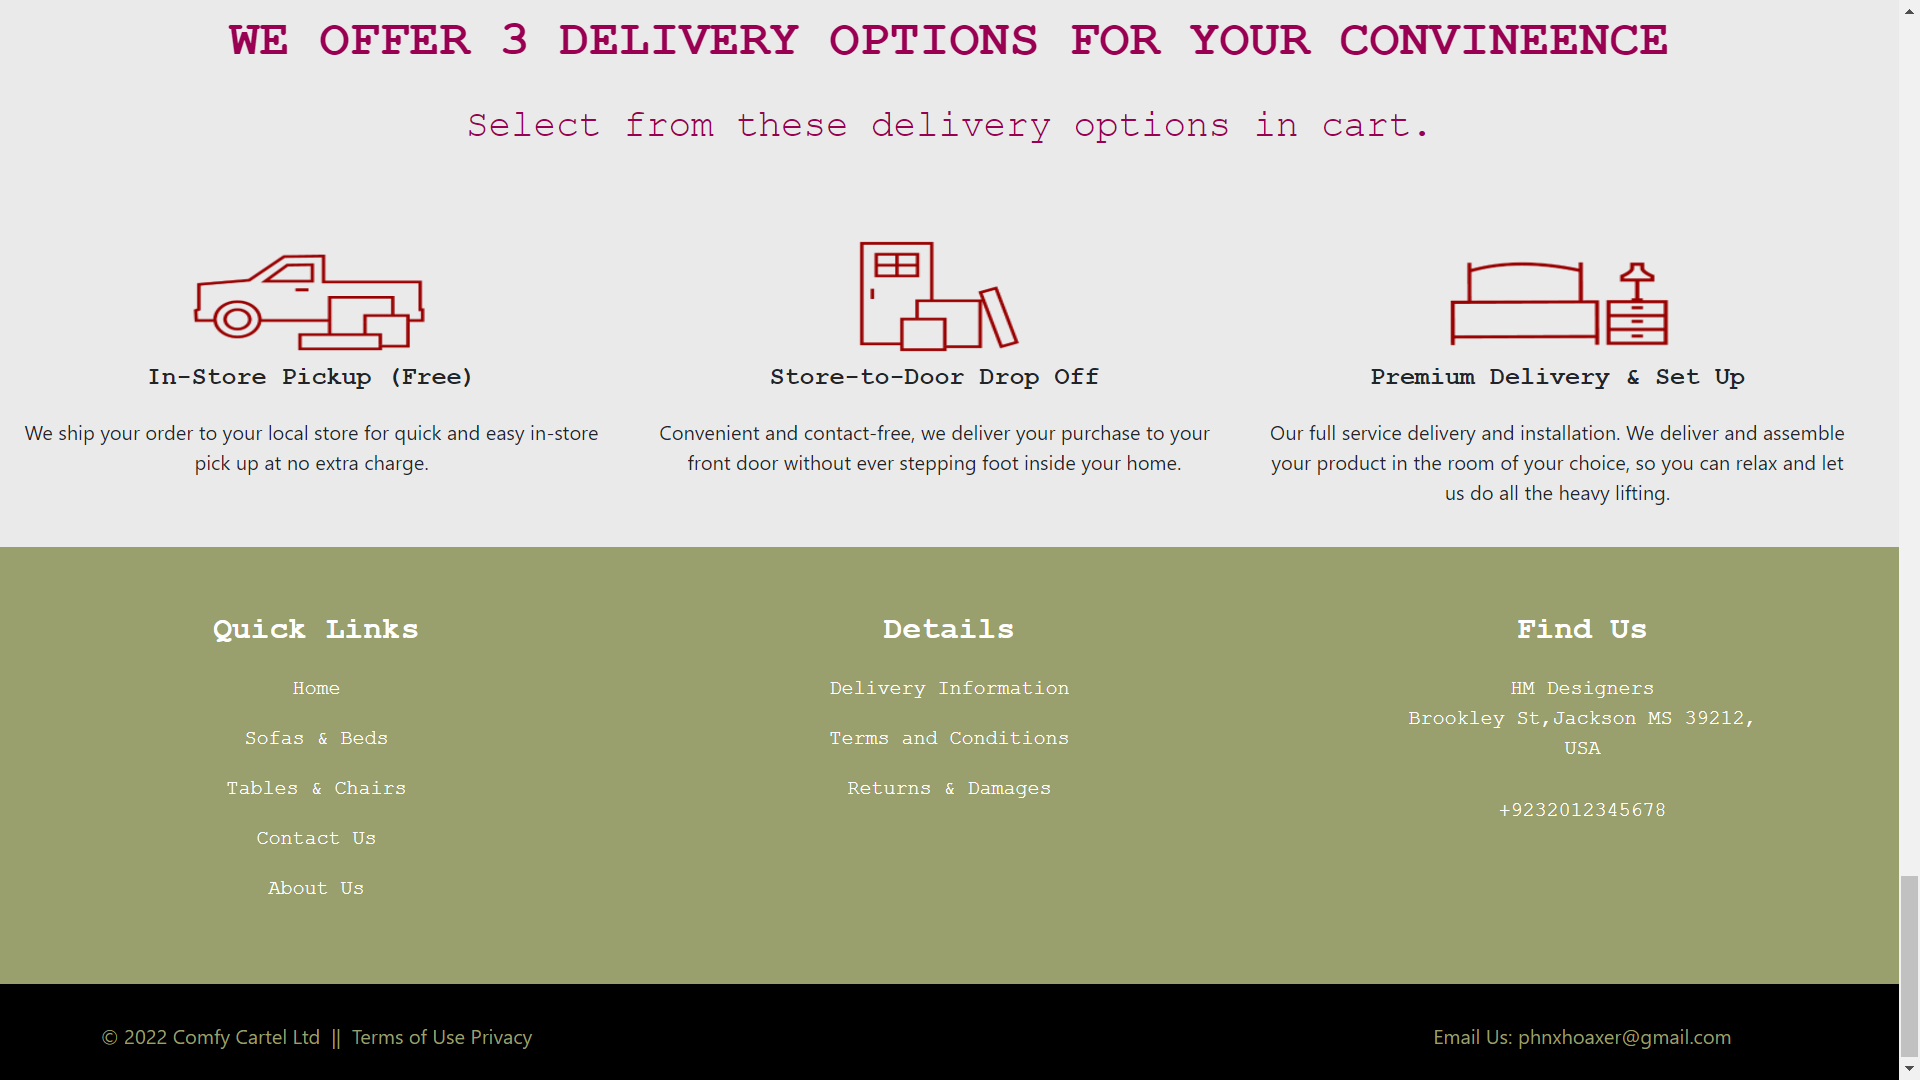 WE OFFER 3 DELIVERY OPTIONS FOR YOUR CONVINEENCE
Select from these delivery options in cart.
In-Store Pickup (Free)
We ship your order to your local store for quick and easy in-store
pick up at no extra charge.
Store-to-Door Drop Off
Convenient and contact-free, we deliver your purchase to your
front door without ever stepping foot inside your home.
Premium Delivery & Set Up
Our full service delivery and installation. We deliver and assemble
your product in the room of your choice, so you can relax and let
us do all the heavy lifting.
Quick Links
Home
Sofas & Beds
Tables & Chairs
Contact Us
About Us
Details
Delivery Information
Terms and Conditions
Returns & Damages
Find Us
HM Designers
Brookley St,Jackson MS 39212,
USA
+9232012345678
© 2022 Comfy Cartel Ltd || Terms of Use Privacy
Email Us: phnxhoaxer@gmail.com